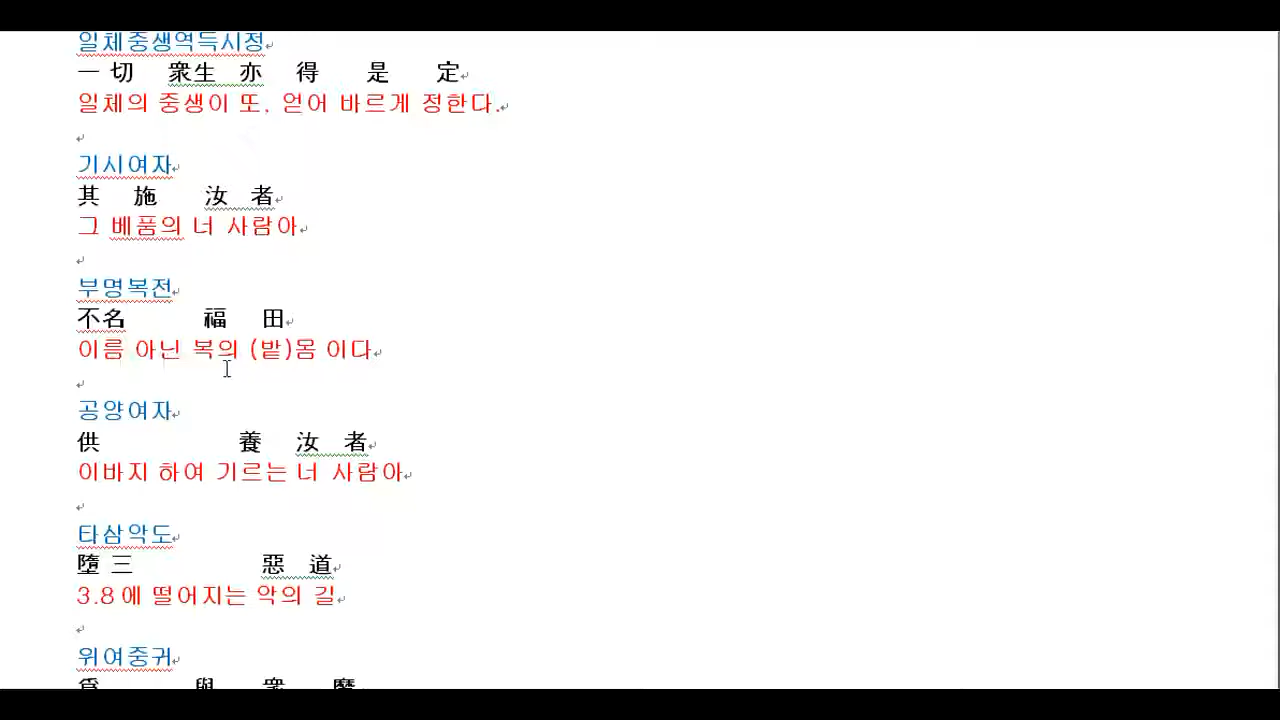 일체중생역득시정
一切 衆生 亦 得 是 定
일체의 중생이 또, 얻어 바르게 정한다.
기시여자
其 施 汝 者
그 베품의 너 사람아
부명복전
不名 福 田
이름 아닌 복의 (밭)몸 이다
공양여자
供 養 汝 者
이바지 하여 기르는 너 사람아
타삼악도
墮 三 惡 道
3.8에 떨어지는 악의 길
위여중귀
爲 與 衆 魔